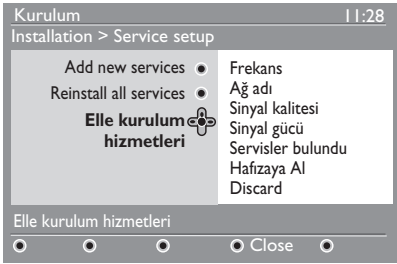 Kurulum 11:28
Installation > Service setup
Add new services
Reinstall all services
Elle kurulum
hizmetleri
Frekans
Ağ adı
Sinyal kalitesi
Sinyal gücü
Servisler bulundu
Hafızaya Al
Discard
Elle kurulum hizmetleri
Close